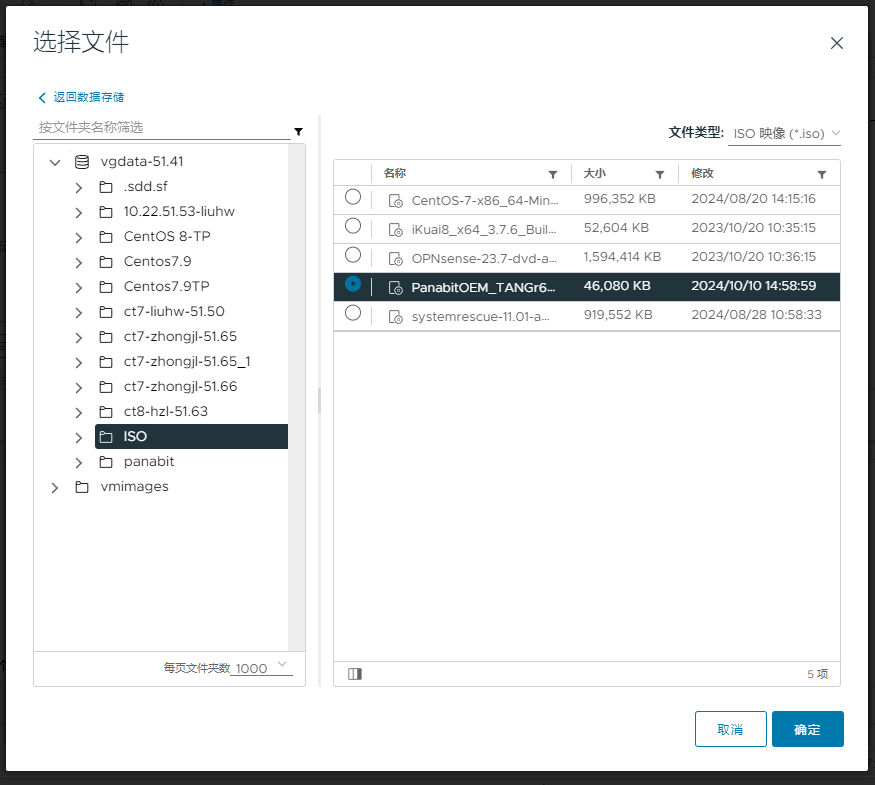 选择文件
返回数据存储
按文件夹名称筛选
文件类型: ISO 映像 (*.iso)
vgdata-51.41
.sdd.sf
10.22.51.53-liuhw
CentOS 8-TP
Centos7.9
Centos7.9TP
ct7-liuhw-51.50
ct7-zhongjl-51.65
ct7-zhongjl-51.65_1
ct7-zhongjl-51.66
ct8-hzl-51.63
ISO
panabit
vmimages
每页文件夹数 1000
名称 大小 修改
CentOS-7-x86_64-Min... 996,352 KB 2024/08/20 14:15:16
iKuai8_x64_3.7.6_Buil... 52,604 KB 2023/10/20 10:35:15
OPNsense-23.7-dvd-a... 1,594,414 KB 2023/10/20 10:36:15
PanabitOEM_TANGr6... 46,080 KB 2024/10/10 14:58:59
systemrescue-11.01-a... 919,552 KB 2024/08/28 10:58:33
5 项
取消
确定